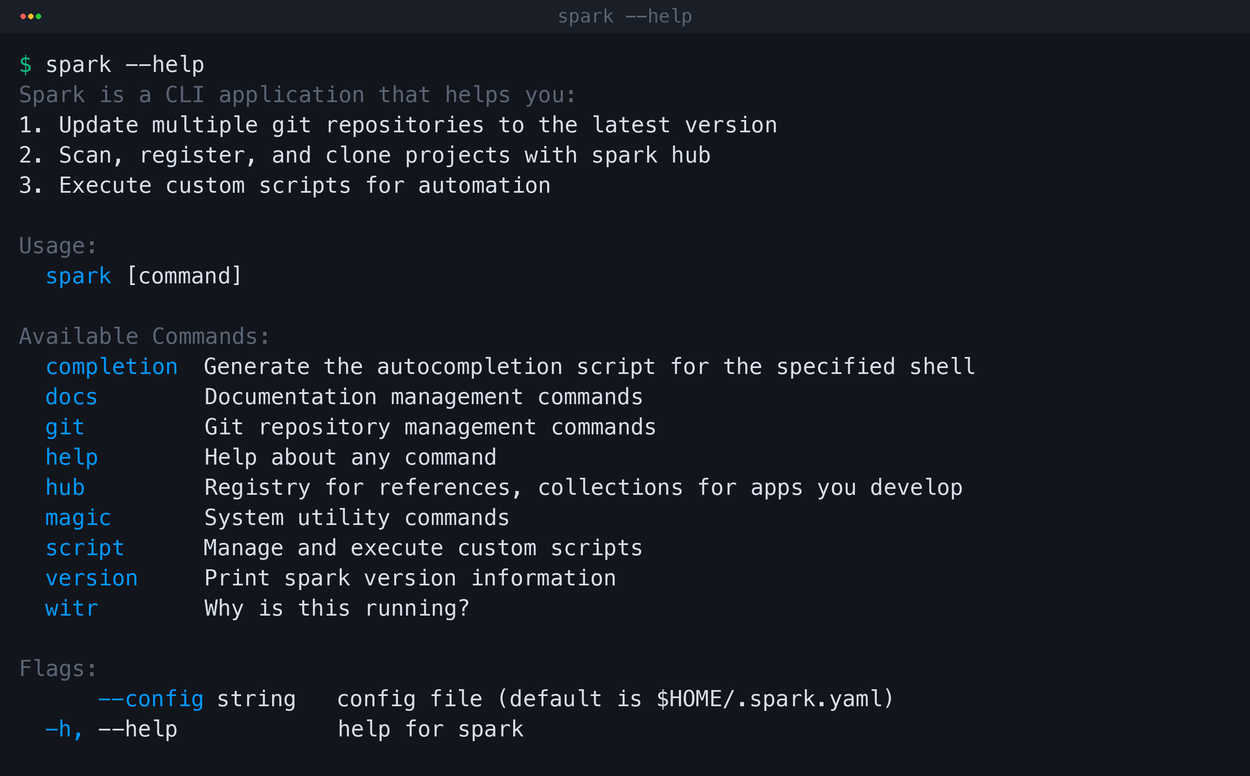 spark --help
$ spark --help
Spark is a CLI application that helps you:
1. Update multiple git repositories to the latest version
2. Scan, register, and clone projects with spark hub
3. Execute custom scripts for automation

Usage:
  spark [command]

Available Commands:
  completion  Generate the autocompletion script for the specified shell
  docs        Documentation management commands
  git         Git repository management commands
  help        Help about any command
  hub         Registry for references, collections for apps you develop
  magic       System utility commands
  script      Manage and execute custom scripts
  version     Print spark version information
  witr        Why is this running?

Flags:
      --config string   config file (default is $HOME/.spark.yaml)
  -h, --help            help for spark